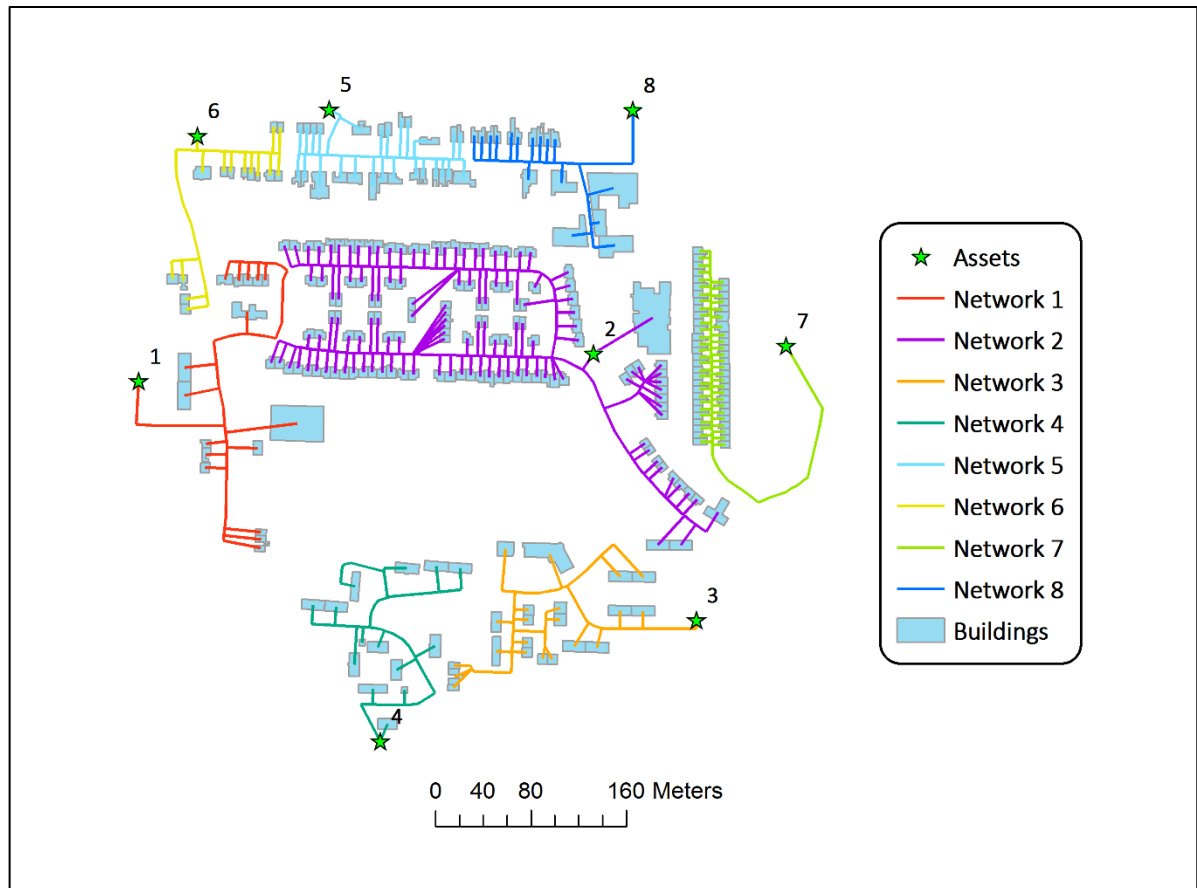 5
8
6
7
1
2
3
4
0 40 80 160 Meters
Assets
Network 1
Network 2
Network 3
Network 4
Network 5
Network 6
Network 7
Network 8
Buildings